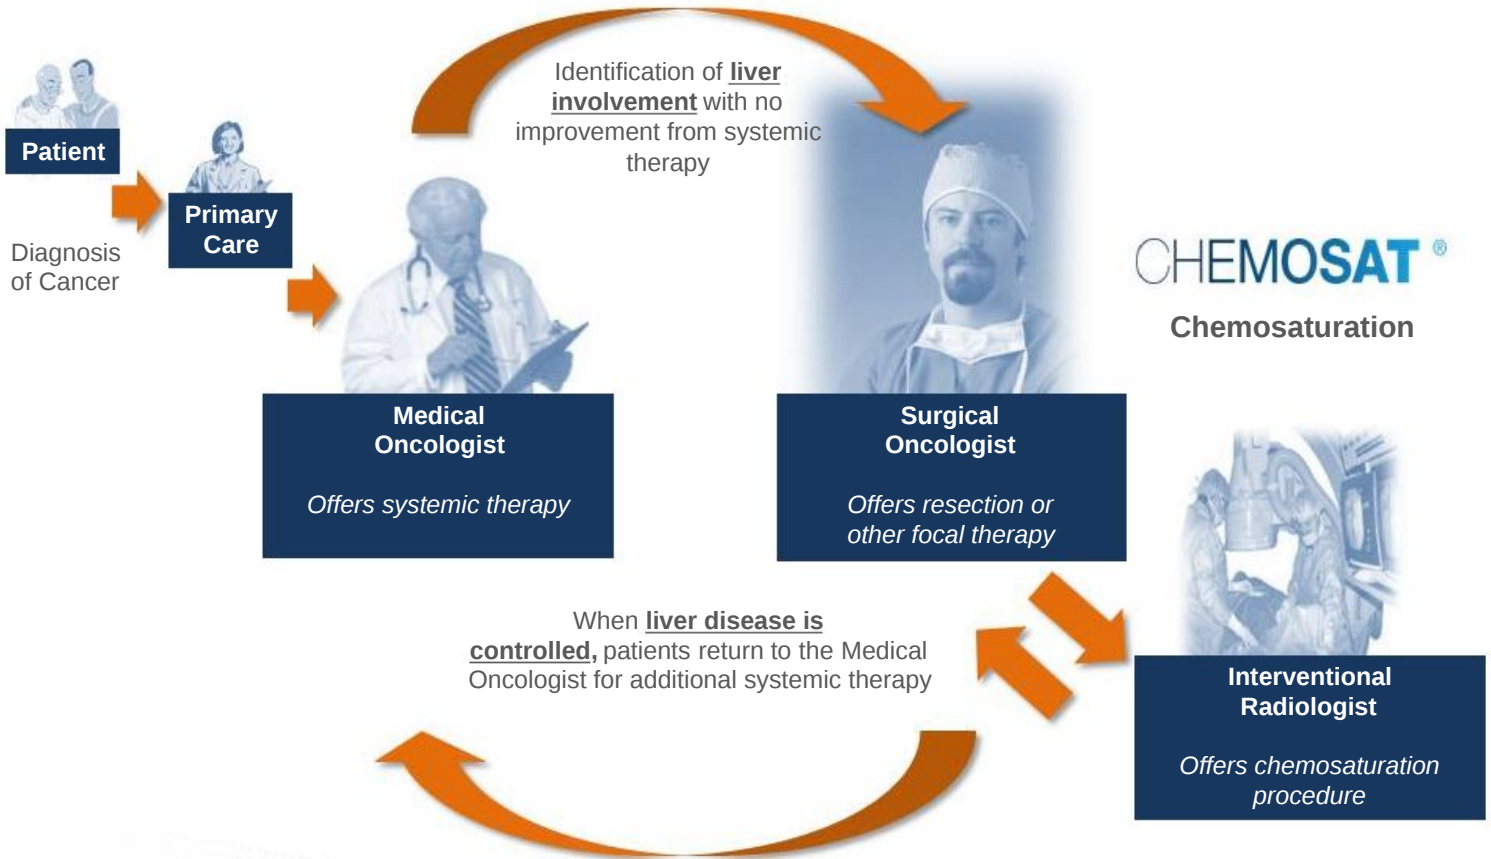 Patient
Diagnosis
of Cancer
Primary
Care
Medical
Oncologist
Offers systemic therapy
Identification of liver
involvement with no
improvement from systemic
therapy
Surgical
Oncologist
Offers resection or
other focal therapy
CHEMOSAT ®
Chemosaturation
Interventional
Radiologist
Offers chemosaturation
procedure
When liver disease is
controlled, patients return to the Medical
Oncologist for additional systemic therapy